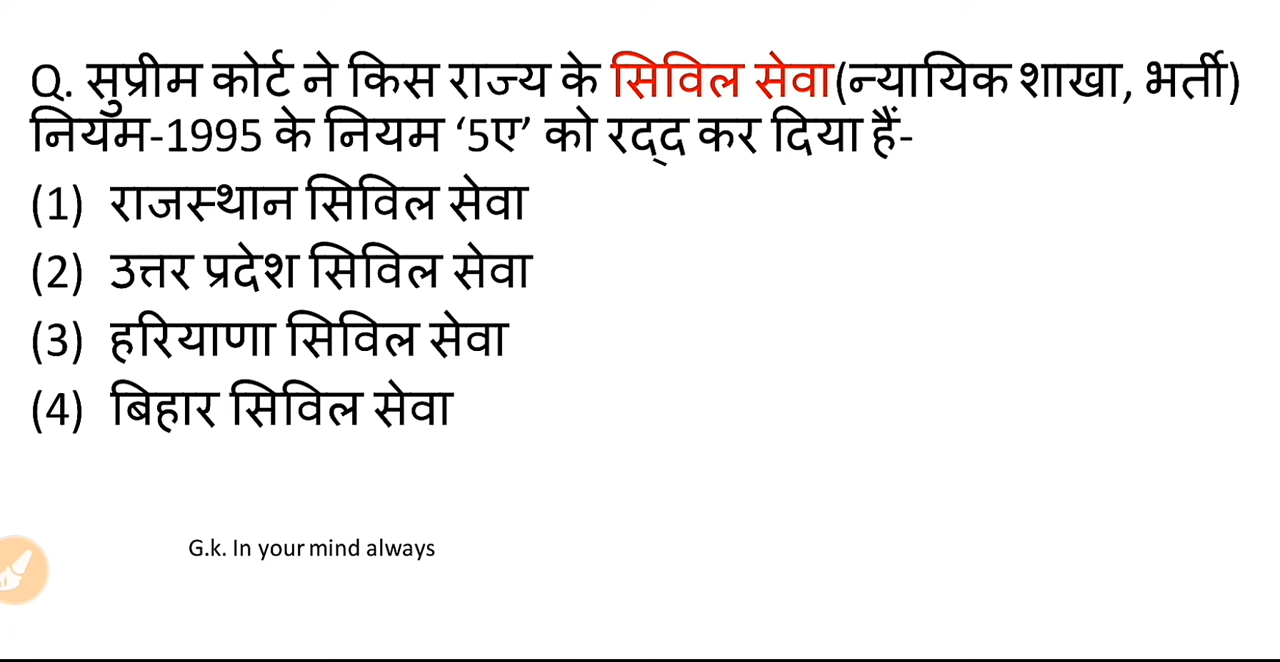 Q. सुप्रीम कोर्ट ने किस राज्य के सिविल सेवा(न्यायिक शाखा, भर्ती)
नियम-1995 के नियम ‘5ए’ को रद्द कर दिया हैं-
(1) राजस्थान सिविल सेवा
(2) उत्तर प्रदेश सिविल सेवा
(3) हरियाणा सिविल सेवा
(4) बिहार सिविल सेवा
G.k. In your mind always